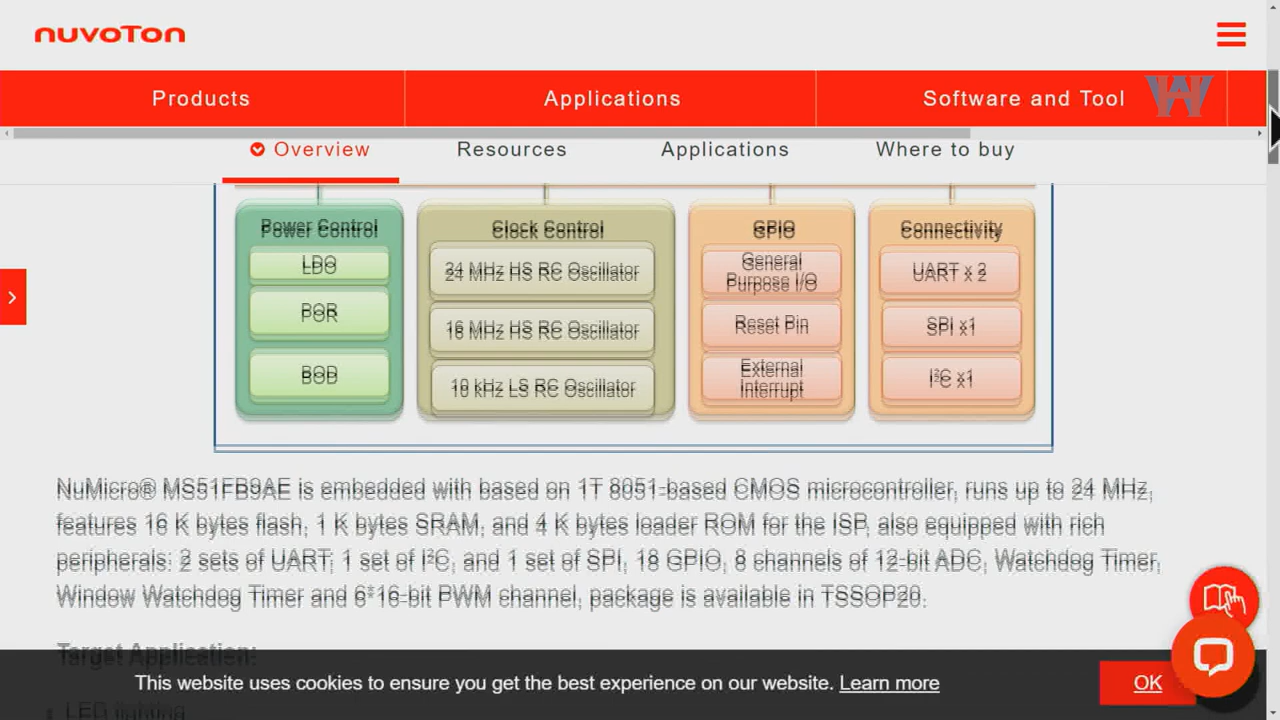 nuvoTon
Products
Applications
Software and Tool
W
Overview
Resources
Applications
Where to buy
Power Control
LDO
POR
BOD
Clock Control
24 MHz HS RC Oscillator
16 MHz HS RC Oscillator
10 kHz LS RC Oscillator
GPIO
General
Purpose I/O
Reset Pin
External
Interrupt
Connectivity
UART x 2
SPI x1
I²C x1
NuMicro® MS51FB9AE is embedded with based on 1T 8051-based CMOS microcontroller, runs up to 24 MHz,
features 16 K bytes flash, 1 K bytes SRAM, and 4 K bytes loader ROM for the ISP, also equipped with rich
peripherals: 2 sets of UART, 1 set of I²C, and 1 set of SPI, 18 GPIO, 8 channels of 12-bit ADC, Watchdog Timer,
Window Watchdog Timer and 6*16-bit PWM channel, package is available in TSSOP20.
Target Application:
LED lighting
This website uses cookies to ensure you get the best experience on our website. Learn more
OK